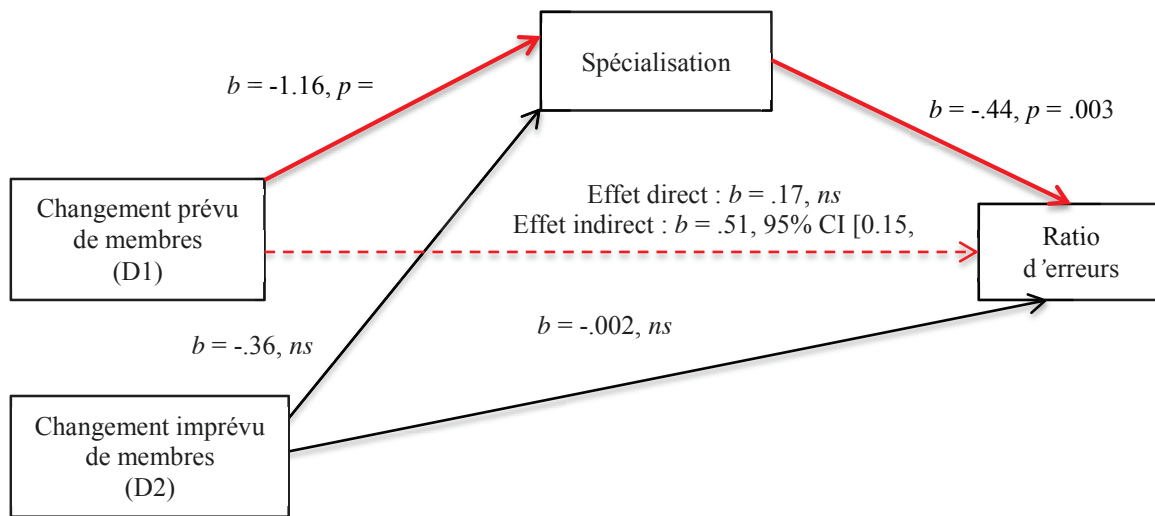 Spécialisation
b = -1.16, p =
b = -.44, p = .003
Changement prévu
de membres
(D1)
Effet direct : b = .17, ns
Effet indirect : b = .51, 95% CI [0.15,
Ratio
d'erreurs
b = -.36, ns
b = -.002, ns
Changement imprévu
de membres
(D2)